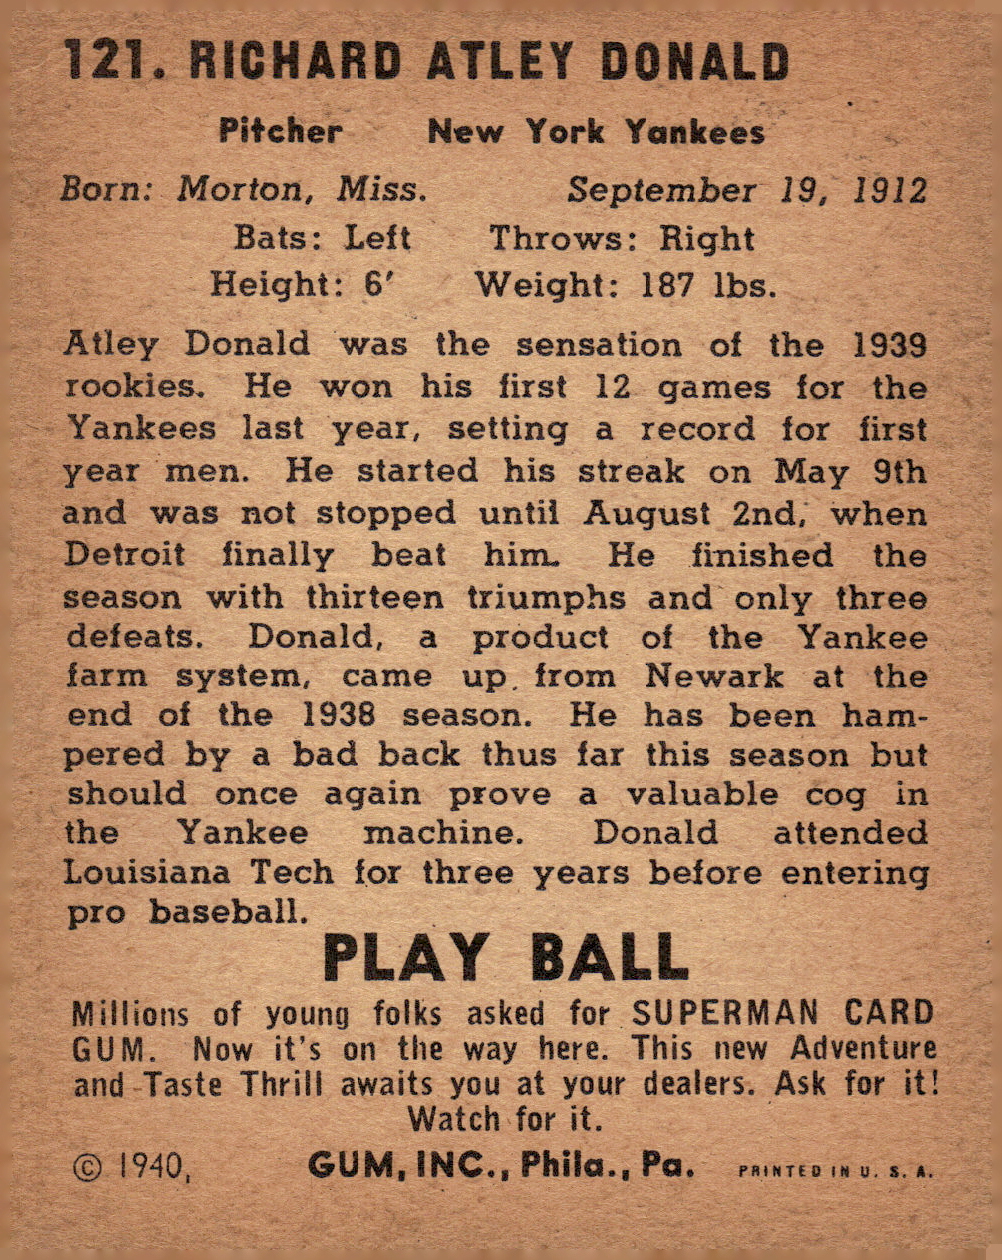 121. RICHARD ATLEY DONALD
Pitcher New York Yankees
Born: Morton, Miss. September 19, 1912
Bats: Left Throws: Right
Height: 6' Weight: 187 lbs.
Atley Donald was the sensation of the 1939
rookies. He won his first 12 games for the
Yankees last year, setting a record for first
year men. He started his streak on May 9th
and was not stopped until August 2nd, when
Detroit finally beat him. He finished the
season with thirteen triumphs and only three
defeats. Donald, a product of the Yankee
farm system, came up from Newark at the
end of the 1938 season. He has been ham-
pered by a bad back thus far this season but
should once again prove a valuable cog in
the Yankee machine. Donald attended
Louisiana Tech for three years before entering
pro baseball.
PLAY BALL
Millions of young folks asked for SUPERMAN CARD
GUM. Now it's on the way here. This new Adventure
and Taste Thrill awaits you at your dealers. Ask for it!
Watch for it.
© 1940, GUM, INC., Phila., Pa. PRINTED IN U. S. A.